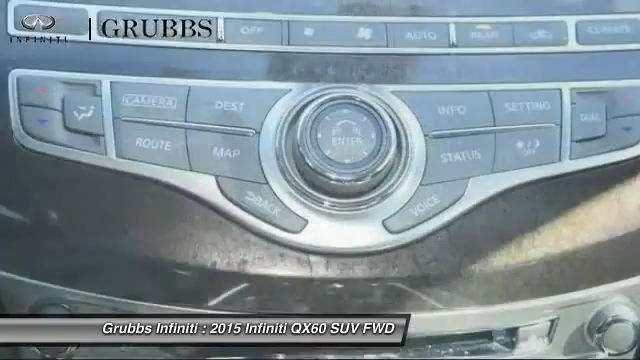 INFINITI | GRUBBS
OFF AUTO REAR CLIMATE
CAMERA DEST INFO SETTING DUAL
ENTER
ROUTE MAP STATUS OFF
BACK VOICE
Grubbs Infiniti : 2015 Infiniti QX60 SUV FWD